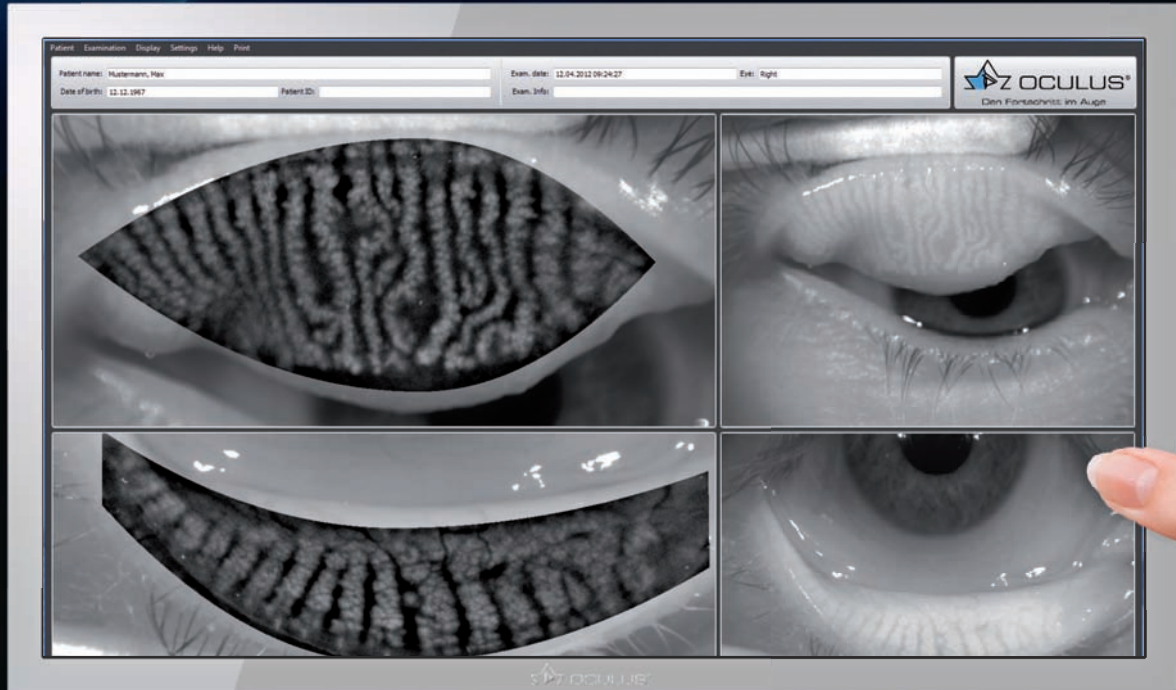 Patient Examination Display Settings Help Print
Patient name: Mustermann, Max Exam. date: 12.04.2012 09:24:27 Eye: Right
Date of birth: 12.12.1967 Patient ID: Exam. Info:
OCULUS®
Den Fortschritt im Auge
OCULUS®